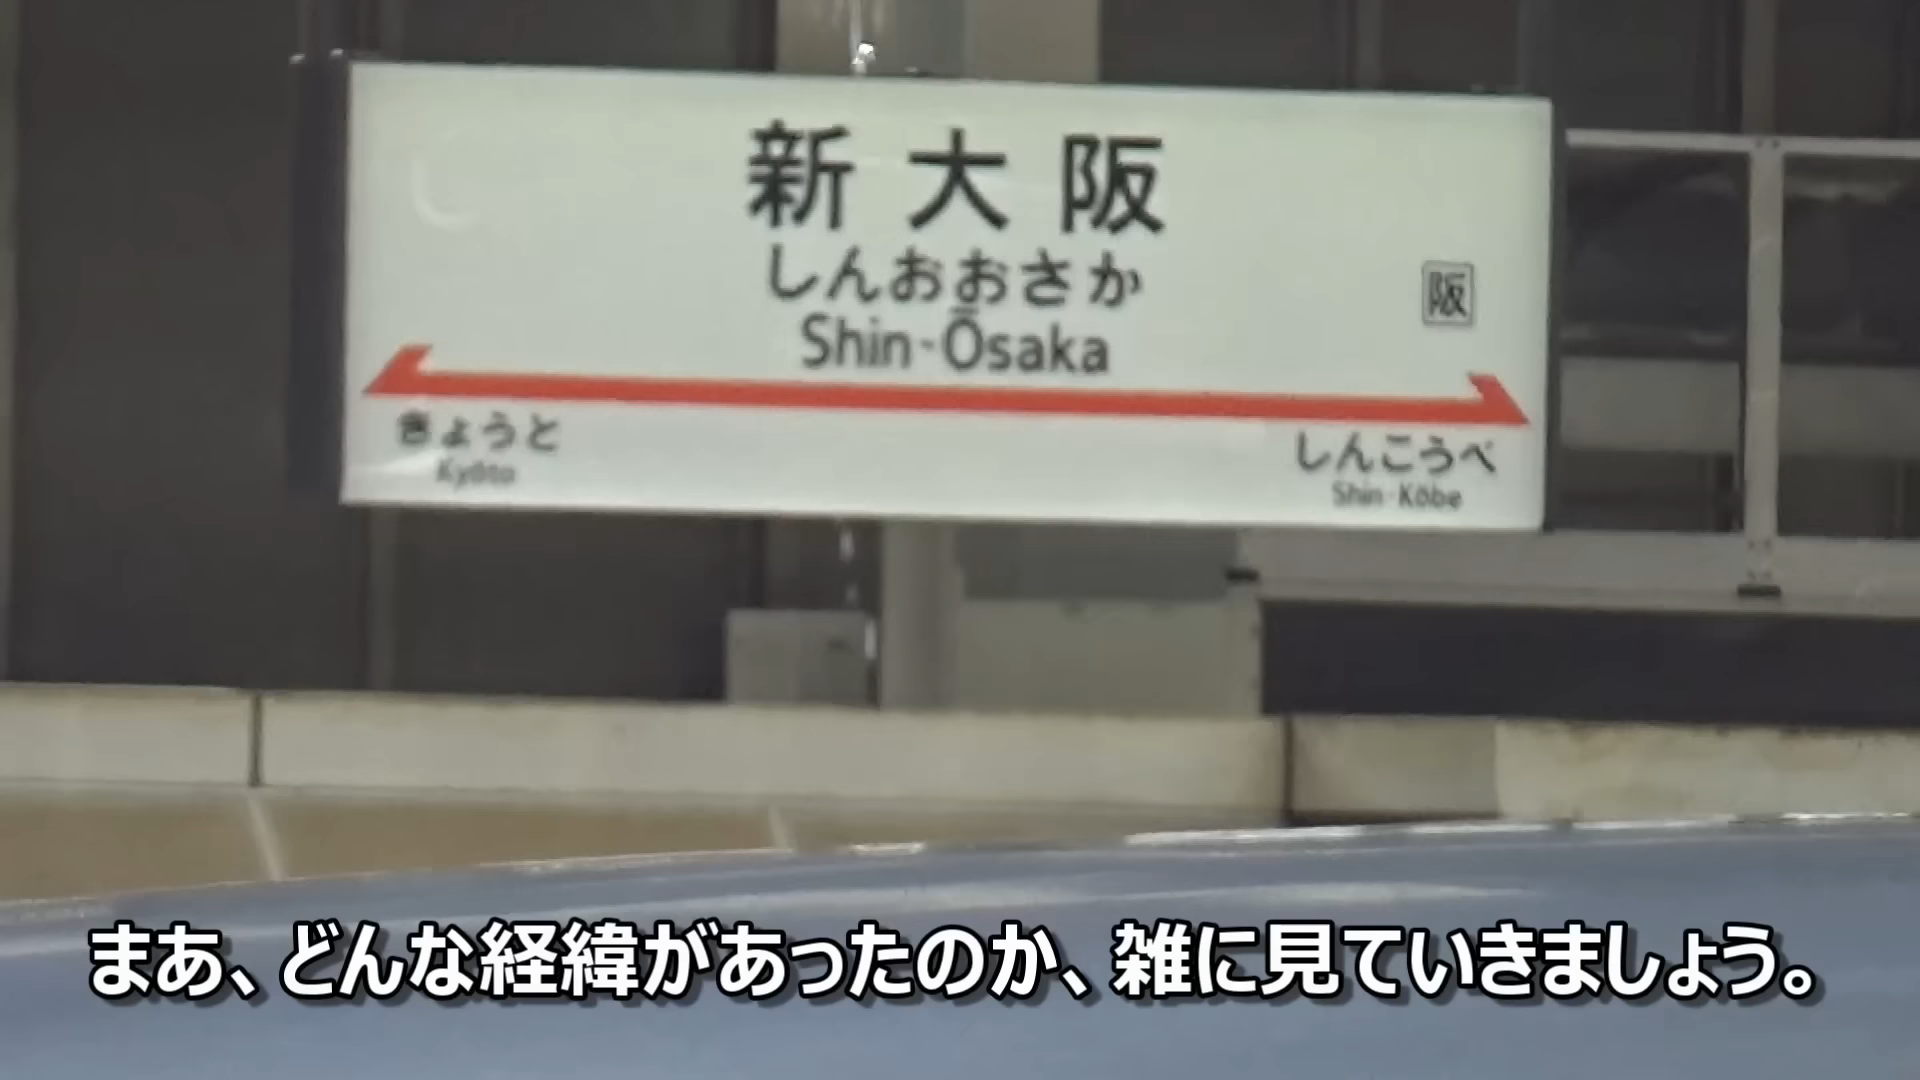 新大阪
しんおおさか
阪
Shin-Ōsaka
きょうと
しんこうべ
Kyōto
Shin-Kōbe
まあ、どんな経緯があったのか、雑に見ていきましょう。